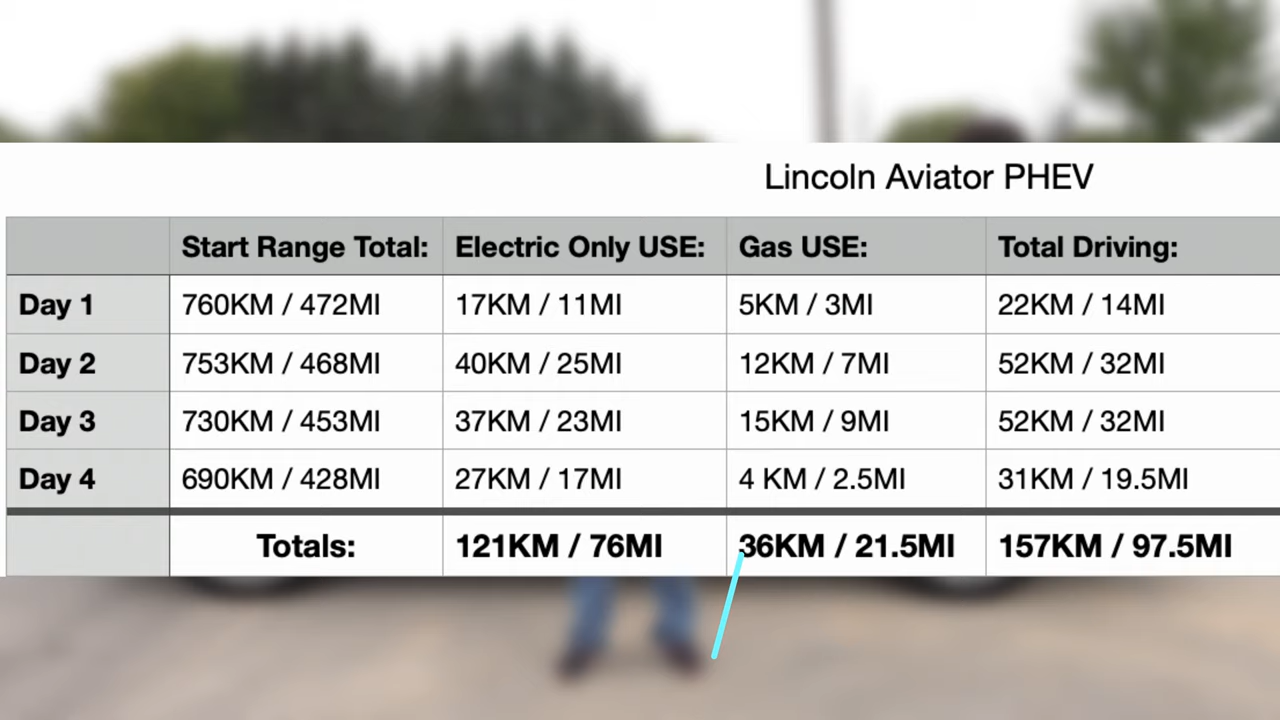 Lincoln Aviator PHEV
Start Range Total: Electric Only USE: Gas USE: Total Driving:
Day 1 760KM / 472MI 17KM / 11MI 5KM / 3MI 22KM / 14MI
Day 2 753KM / 468MI 40KM / 25MI 12KM / 7MI 52KM / 32MI
Day 3 730KM / 453MI 37KM / 23MI 15KM / 9MI 52KM / 32MI
Day 4 690KM / 428MI 27KM / 17MI 4 KM / 2.5MI 31KM / 19.5MI
Totals: 121KM / 76MI 36KM / 21.5MI 157KM / 97.5MI